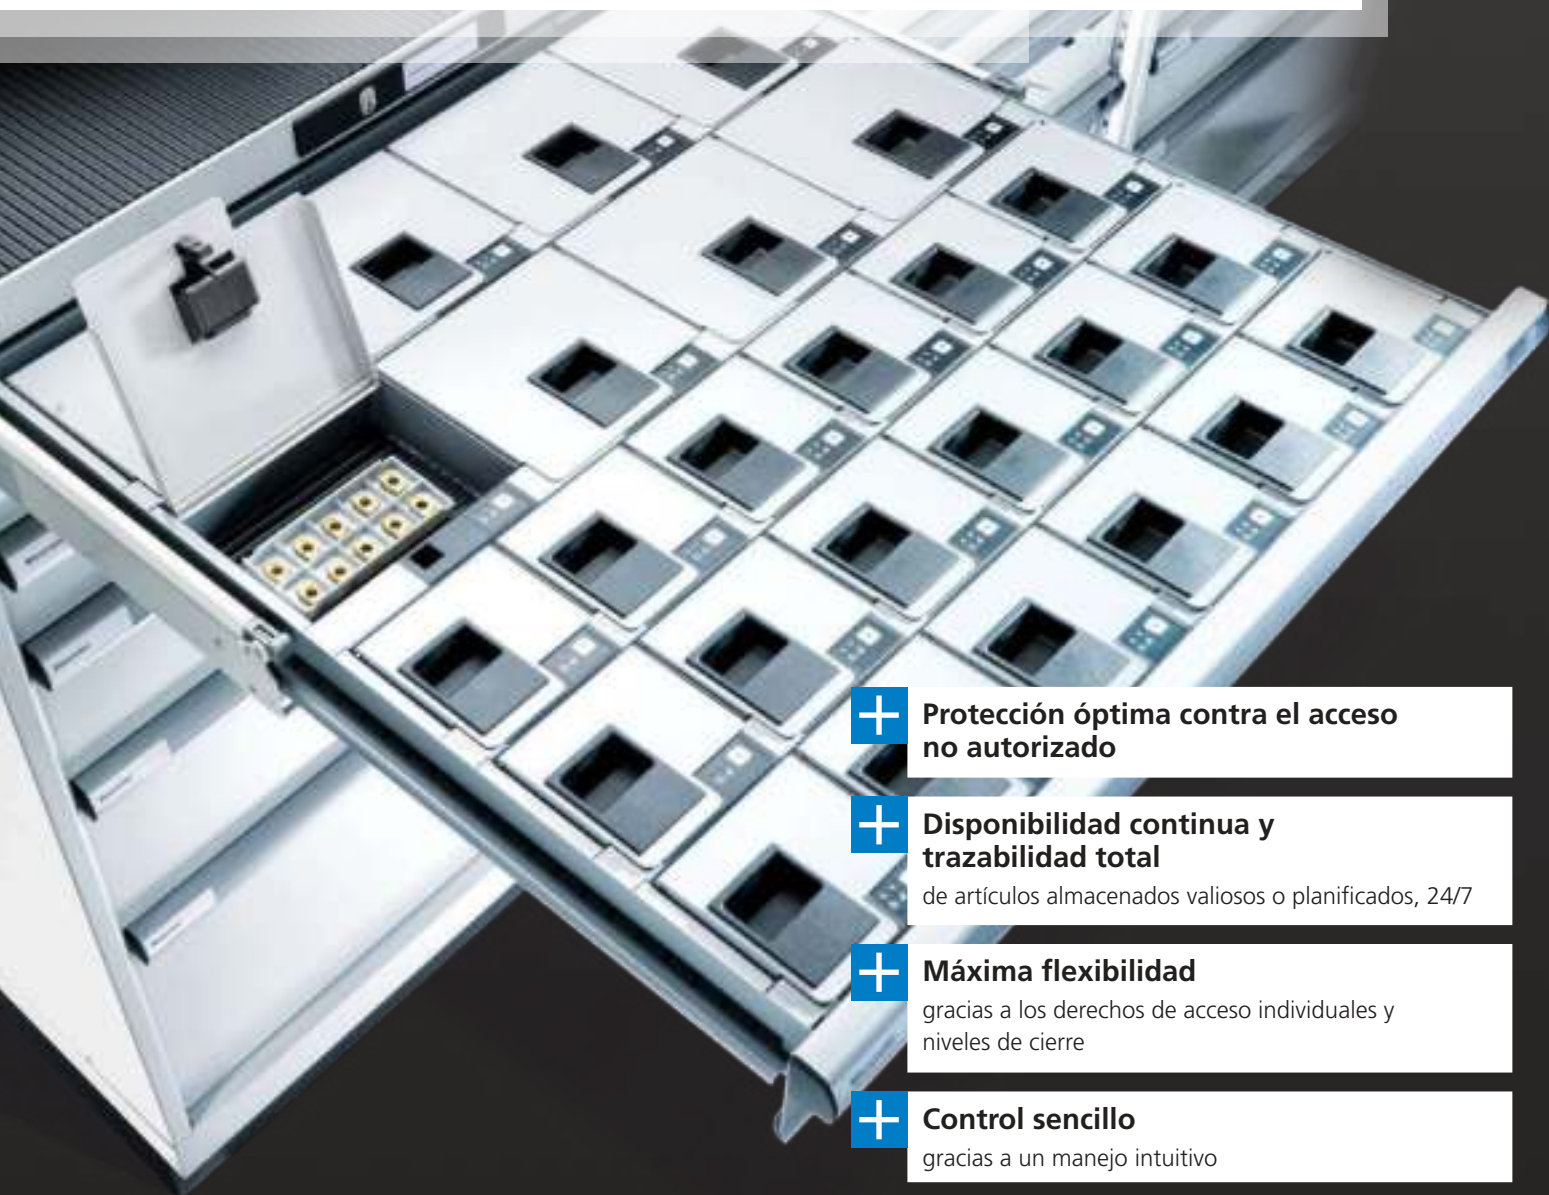 Protección óptima contra el acceso
no autorizado
Disponibilidad continua y
trazabilidad total
de artículos almacenados valiosos o planificados, 24/7
Máxima flexibilidad
gracias a los derechos de acceso individuales y
niveles de cierre
Control sencillo
gracias a un manejo intuitivo